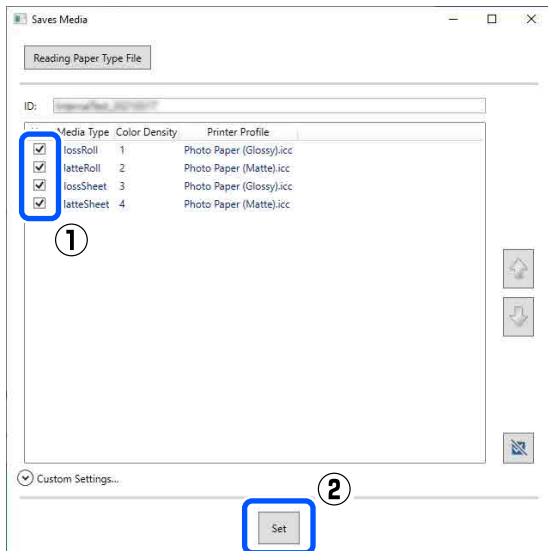 Saves Media
Reading Paper Type File
ID:
Media Type Color Density Printer Profile
lossRoll 1 Photo Paper (Glossy).icc
latteRoll 2 Photo Paper (Matte).icc
lossSheet 3 Photo Paper (Glossy).icc
latteSheet 4 Photo Paper (Matte).icc
①
Custom Settings...
②
Set